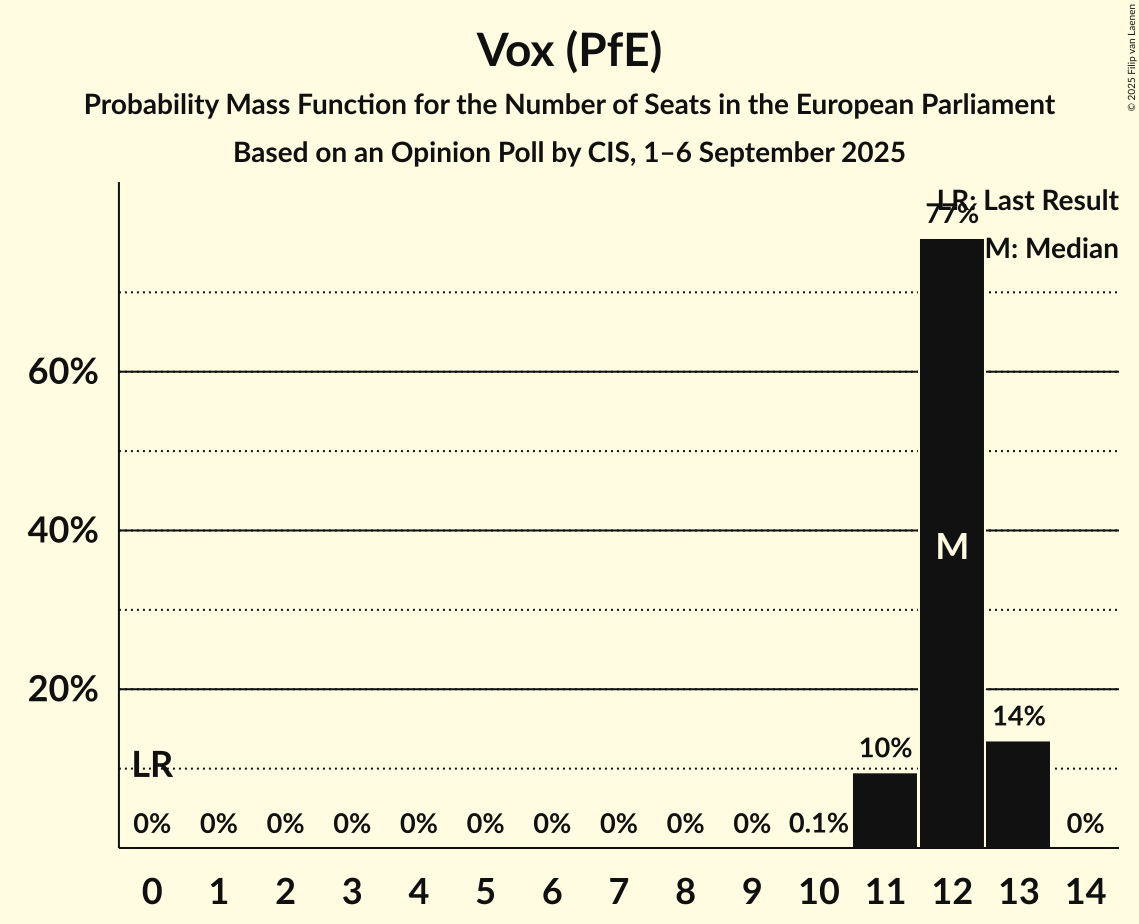 © 2025 Filip van Laenen
Vox (PfE)
Probability Mass Function for the Number of Seats in the European Parliament
Based on an Opinion Poll by CIS, 1–6 September 2025
LR: Last Result
77%
M: Median
60%
40%
M
20%
14%
10%
LR
0% 0% 0% 0% 0% 0% 0% 0% 0% 0% 0.1% 0%
0 1 2 3 4 5 6 7 8 9 10 11 12 13 14